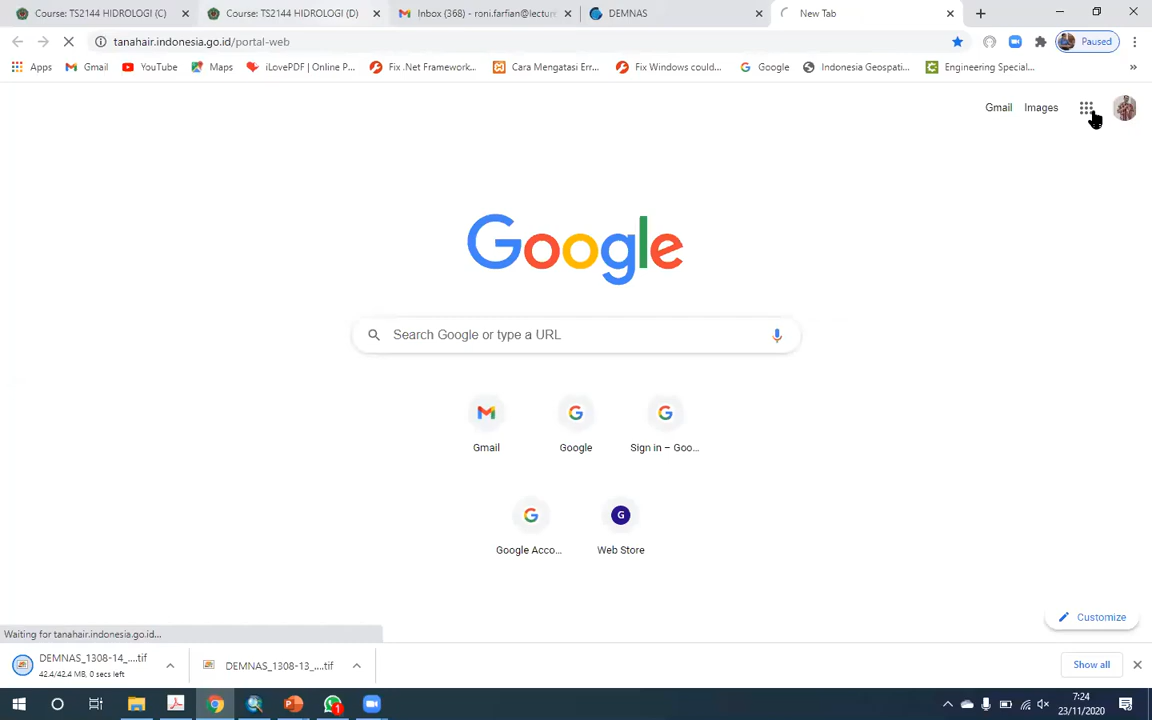 Course: TS2144 HIDROLOGI (C)
Course: TS2144 HIDROLOGI (D)
Inbox (368) - roni.farfian@lectur
DEMNAS
New Tab
tanahair.indonesia.go.id/portal-web
Paused
Apps
Gmail
YouTube
Maps
iLovePDF | Online P...
Fix .Net Framework...
Cara Mengatasi Err...
Fix Windows could...
Google
Indonesia Geospati...
Engineering Special...
»
Gmail
Images
Google
Search Google or type a URL
Gmail
Google
Sign in – Goo...
Google Acco...
Web Store
Customize
Waiting for tanahair.indonesia.go.id...
DEMNAS_1308-14_....tif
42.4/42.4 MB, 0 secs left
DEMNAS_1308-13_....tif
Show all
7:24
23/11/2020